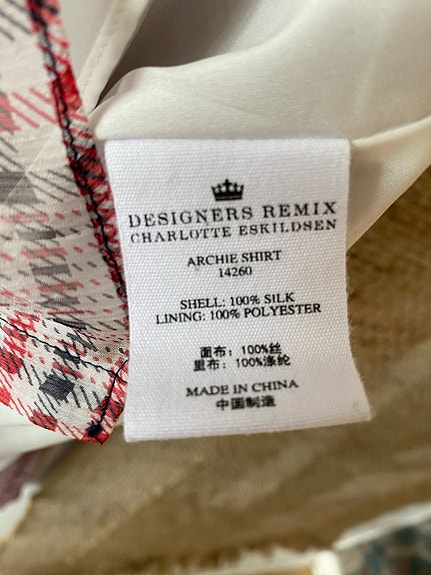 DESIGNERS REMIX
CHARLOTTE ESKILDSEN
ARCHIE SHIRT
14260
SHELL: 100% SILK
LINING: 100% POLYESTER
面布：100%丝
里布：100%涤纶
MADE IN CHINA
中国制造